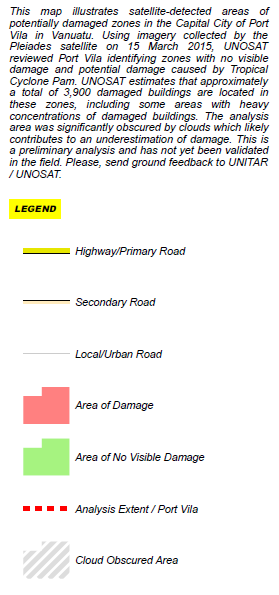 This map illustrates satellite-detected areas of
potentially damaged zones in the Capital City of Port
Vila in Vanuatu. Using imagery collected by the
Pleiades satellite on 15 March 2015, UNOSAT
reviewed Port Vila identifying zones with no visible
damage and potential damage caused by Tropical
Cyclone Pam. UNOSAT estimates that approximately
a total of 3,900 damaged buildings are located in
these zones, including some areas with heavy
concentrations of damaged buildings. The analysis
area was significantly obscured by clouds which likely
contributes to an underestimation of damage. This is
a preliminary analysis and has not yet been validated
in the field. Please, send ground feedback to UNITAR
/ UNOSAT.
LEGEND
Highway/Primary Road
Secondary Road
Local/Urban Road
Area of Damage
Area of No Visible Damage
Analysis Extent / Port Vila
Cloud Obscured Area